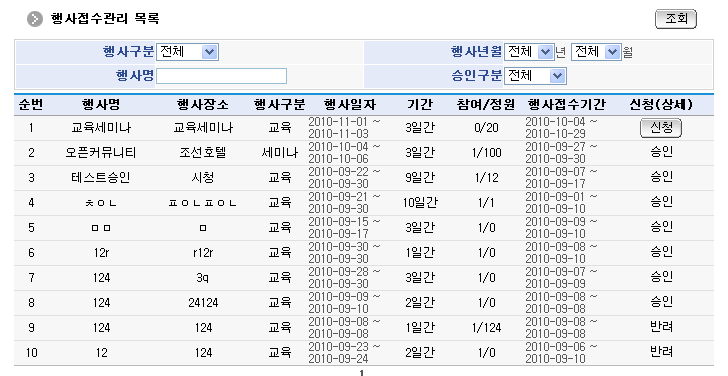 행사접수관리 목록
조회
행사구분 전체 행사년월 전체 년 전체 월
행사명 승인구분 전체
순번 행사명 행사장소 행사구분 행사일자 기간 참여/정원 행사접수기간 신청(상세)
1 교육세미나 교육세미나 교육 2010-11-01 ~ 2010-11-03 3일간 0/20 2010-10-04 ~ 2010-10-29 신청
2 오픈커뮤니티 조선호텔 세미나 2010-10-04 ~ 2010-10-06 3일간 1/100 2010-09-27 ~ 2010-09-30 승인
3 테스트승인 시청 교육 2010-09-22 ~ 2010-09-30 9일간 1/12 2010-09-07 ~ 2010-09-17 승인
4 ㅊㅇㄴ ㅍㅇㄴㅍㅇㄴ 교육 2010-09-21 ~ 2010-09-30 10일간 1/1 2010-09-01 ~ 2010-09-10 승인
5 ㅁㅁ ㅁ 교육 2010-09-15 ~ 2010-09-17 3일간 1/0 2010-09-09 ~ 2010-09-10 승인
6 12r r12r 교육 2010-09-30 ~ 2010-09-30 1일간 1/0 2010-09-08 ~ 2010-09-10 승인
7 124 3q 교육 2010-09-28 ~ 2010-09-30 3일간 1/0 2010-09-07 ~ 2010-09-09 승인
8 124 24124 교육 2010-09-09 ~ 2010-09-10 2일간 1/0 2010-09-08 ~ 2010-09-08 승인
9 124 124 교육 2010-09-08 ~ 2010-09-08 1일간 1/124 2010-09-08 ~ 2010-09-08 반려
10 12 124 교육 2010-09-23 ~ 2010-09-24 2일간 1/0 2010-09-06 ~ 2010-09-10 반려
1